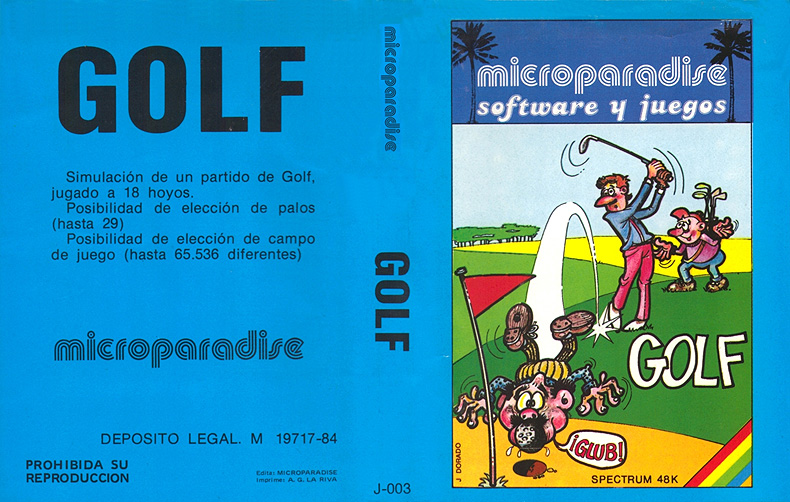 GOLF
Simulación de un partido de Golf,
jugado a 18 hoyos.
Posibilidad de elección de palos
(hasta 29)
Posibilidad de elección de campo
de juego (hasta 65.536 diferentes)
microparadise
DEPOSITO LEGAL. M 19717-84
PROHIBIDA SU
REPRODUCCION
Edita: MICROPARADISE
Imprime: A. G. LA RIVA
microparadise
GOLF
J-003
microparadise
software y juegos
GOLF
¡GLUB!
J DORADO
SPECTRUM 48K